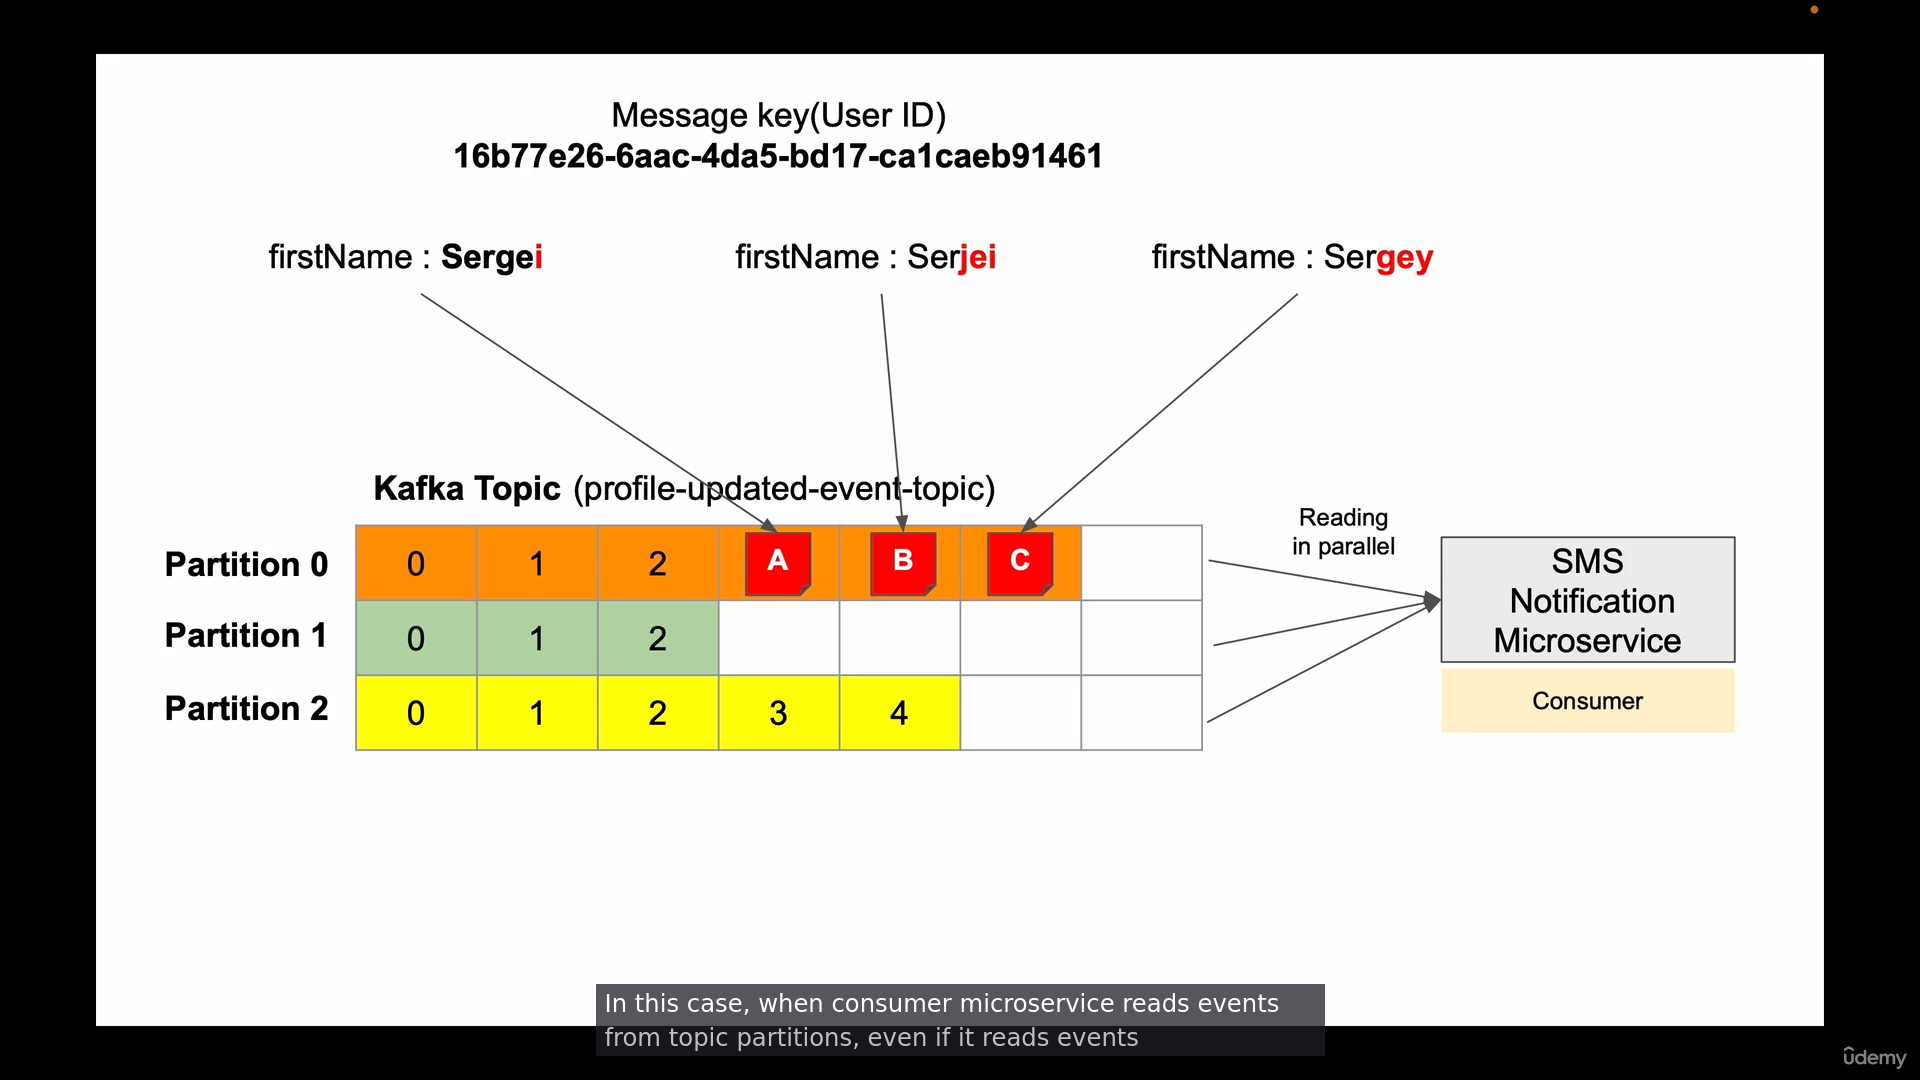 Message key(User ID)
16b77e26-6aac-4da5-bd17-ca1caeb91461
firstName : Sergei
firstName : Serjei
firstName : Sergey
Kafka Topic (profile-updated-event-topic)
Partition 0
0 1 2 A B C
Partition 1
0 1 2
Partition 2
0 1 2 3 4
Reading
in parallel
SMS
Notification
Microservice
Consumer
In this case, when consumer microservice reads events
from topic partitions, even if it reads events
ûdemy